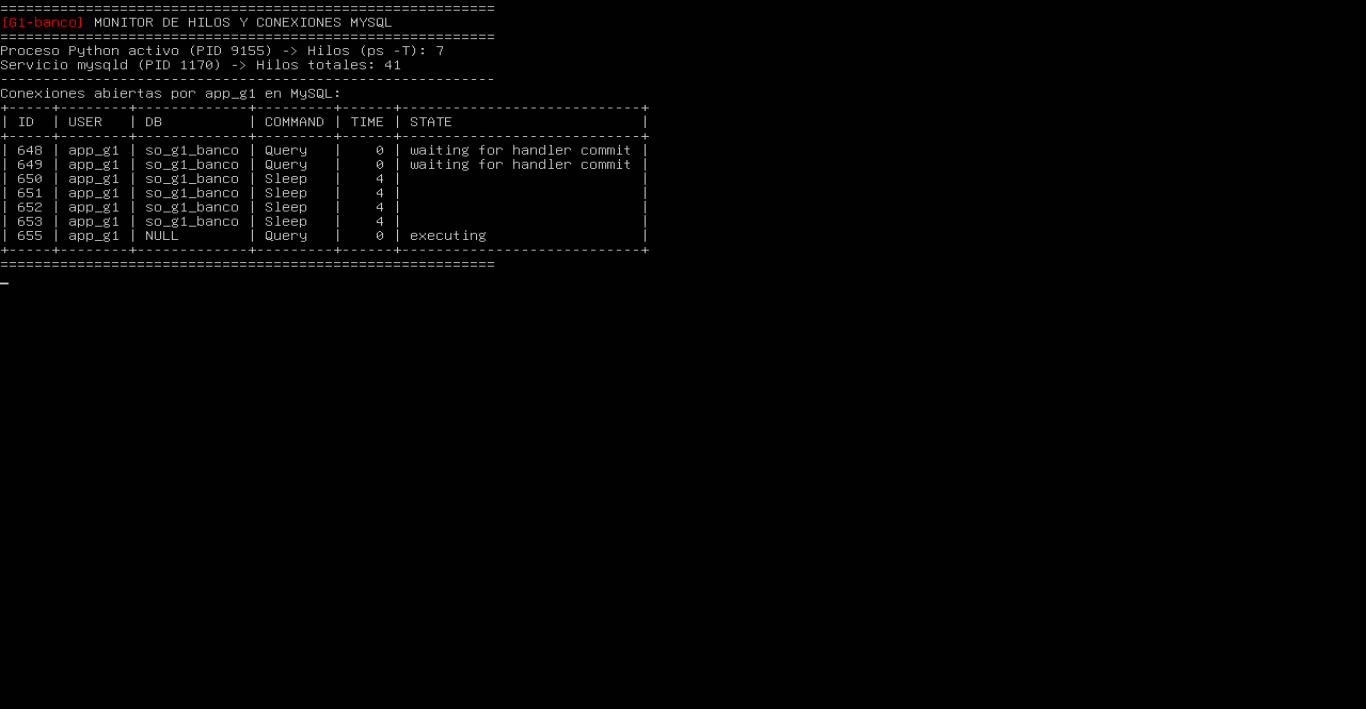 ==========================================================
[G1-banco] MONITOR DE HILOS Y CONEXIONES MYSQL
==========================================================
Proceso Python activo (PID 9155) -> Hilos (ps -T): 7
Servicio mysqld (PID 1170) -> Hilos totales: 41
----------------------------------------------------------
Conexiones abiertas por app_g1 en MySQL:
+-----+--------+-------------+---------+------+----------------------------+
| ID  | USER   | DB          | COMMAND | TIME | STATE                      |
+-----+--------+-------------+---------+------+----------------------------+
| 648 | app_g1 | so_g1_banco | Query   |    0 | waiting for handler commit |
| 649 | app_g1 | so_g1_banco | Query   |    0 | waiting for handler commit |
| 650 | app_g1 | so_g1_banco | Sleep   |    4 |                            |
| 651 | app_g1 | so_g1_banco | Sleep   |    4 |                            |
| 652 | app_g1 | so_g1_banco | Sleep   |    4 |                            |
| 653 | app_g1 | so_g1_banco | Sleep   |    4 |                            |
| 655 | app_g1 | NULL        | Query   |    0 | executing                  |
+-----+--------+-------------+---------+------+----------------------------+
==========================================================